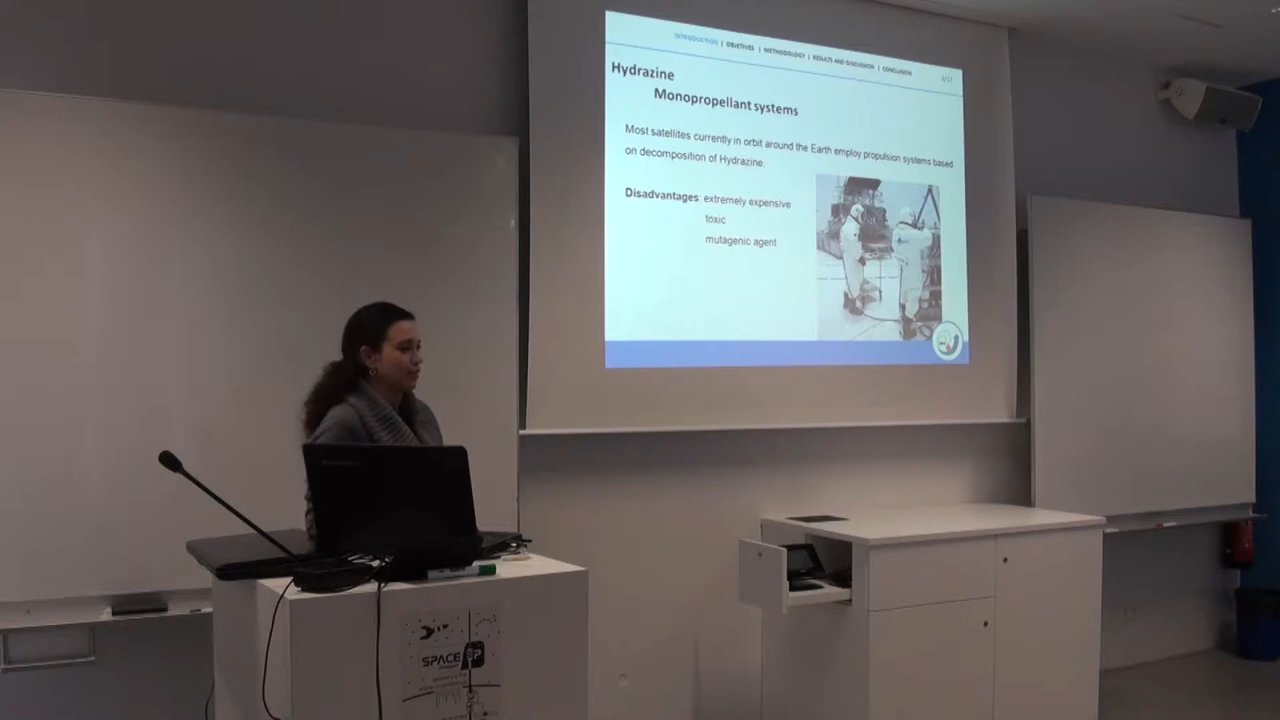 INTRODUCTION | OBJETIVES | METHODOLOGY | RESULTS AND DISCUSSION | CONCLUSION
Hydrazine
Monopropellant systems
Most satellites currently in orbit around the Earth employ propulsion systems based
on decomposition of Hydrazine.
Disadvantages: extremely expensive
toxic
mutagenic agent
SPACE